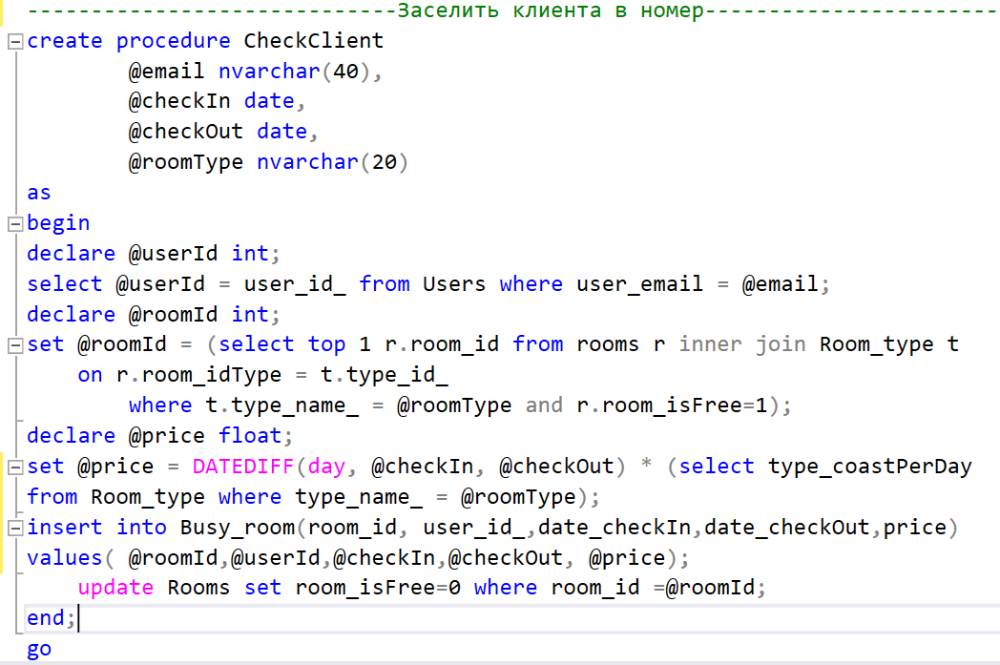 -----------------------------Заселить клиента в номер-----------------------
create procedure CheckClient
@email nvarchar(40),
@checkIn date,
@checkOut date,
@roomType nvarchar(20)
as
begin
declare @userId int;
select @userId = user_id_ from Users where user_email = @email;
declare @roomId int;
set @roomId = (select top 1 r.room_id from rooms r inner join Room_type t
on r.room_idType = t.type_id_
where t.type_name_ = @roomType and r.room_isFree=1);
declare @price float;
set @price = DATEDIFF(day, @checkIn, @checkOut) * (select type_coastPerDay
from Room_type where type_name_ = @roomType);
insert into Busy_room(room_id, user_id_,date_checkIn,date_checkOut,price)
values( @roomId,@userId,@checkIn,@checkOut, @price);
update Rooms set room_isFree=0 where room_id =@roomId;
end;
go